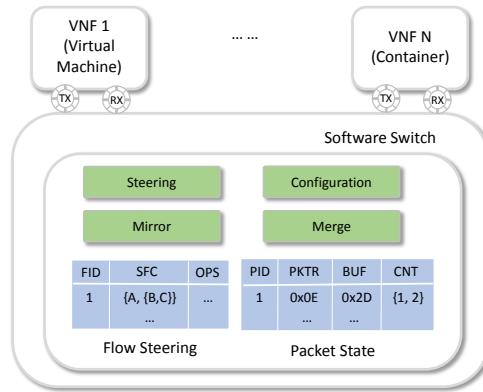 VNF 1
(Virtual
Machine)
... ...
VNF N
(Container)
TX
RX
TX
RX
Software Switch
Steering
Configuration
Mirror
Merge
FID SFC OPS
1 {A, {B,C}} ...
...
PID PKTR BUF CNT
1 0x0E 0x2D {1, 2}
... ...
Flow Steering
Packet State